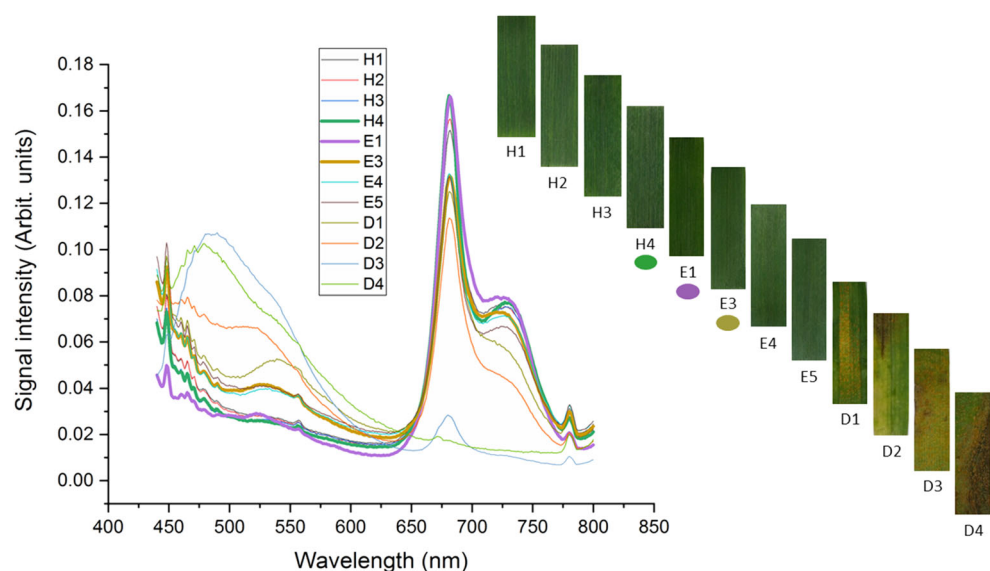 Signal intensity (Arbit. units)
0.18
0.16
0.14
0.12
0.10
0.08
0.06
0.04
0.02
0.00
400 450 500 550 600 650 700 750 800 850
Wavelength (nm)
H1
H2
H3
H4
E1
E3
E4
E5
D1
D2
D3
D4
H1
H2
H3
H4
E1
E3
E4
E5
D1
D2
D3
D4